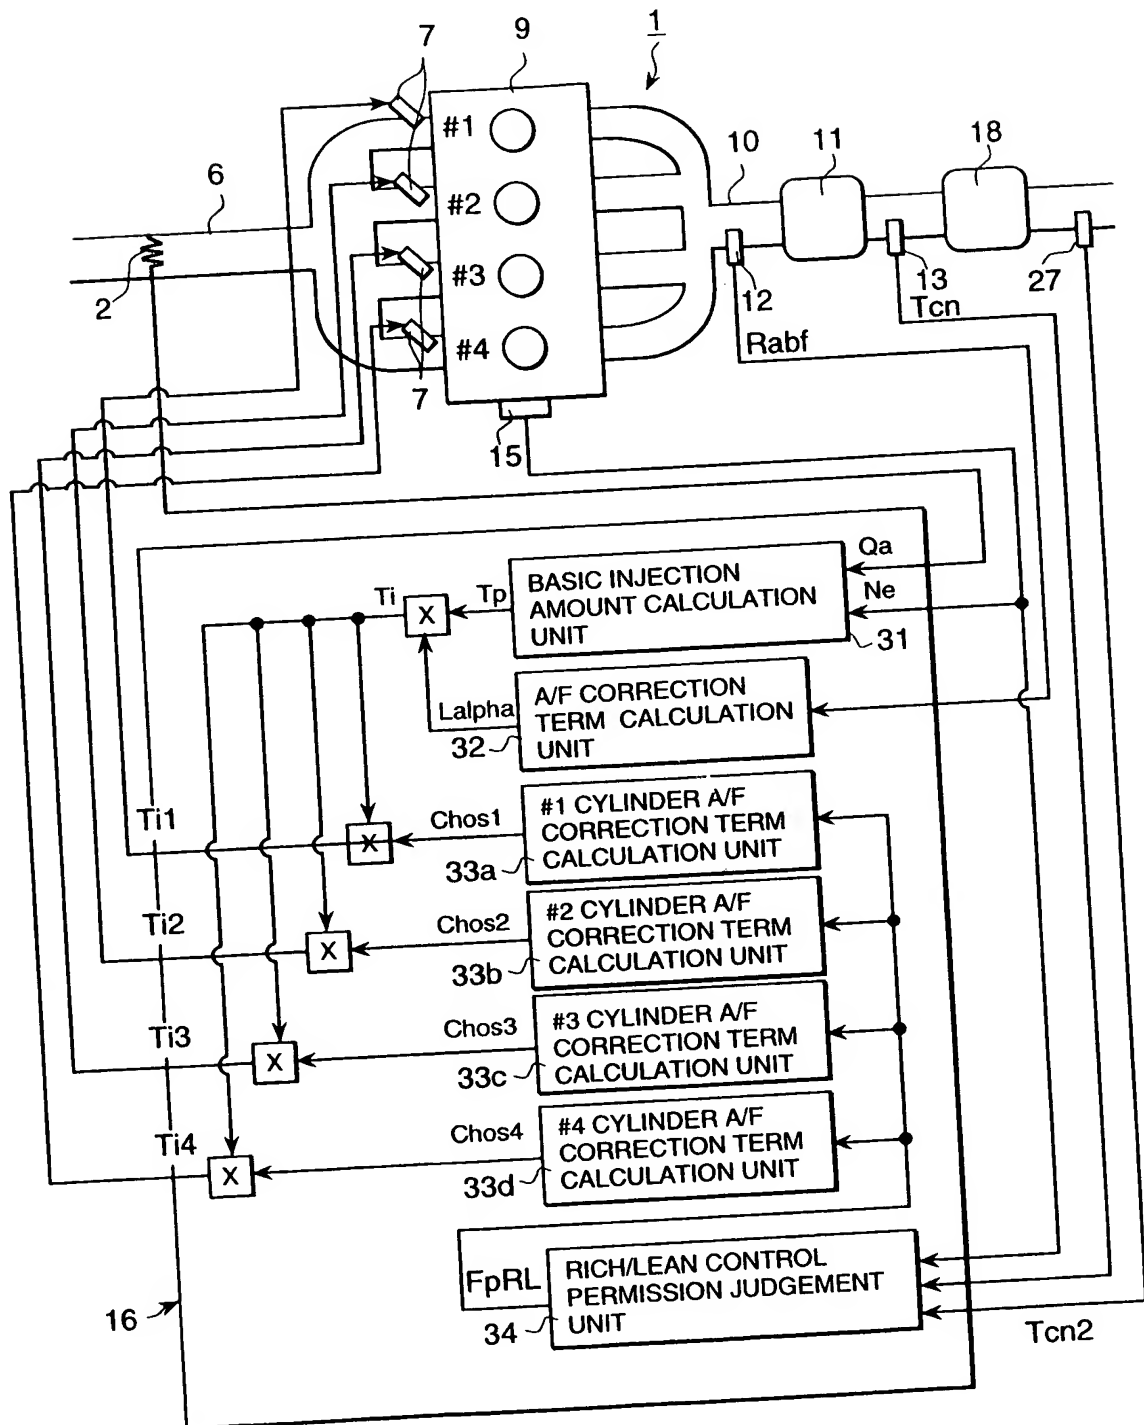 1
7
9
#1
#2
#3
#4
10
11
18
6
2
7
7
12
13
27
Tcn
Rabf
15
Qa
Ne
BASIC INJECTION
AMOUNT CALCULATION
UNIT
31
Tp
X
Ti
A/F CORRECTION
TERM CALCULATION
UNIT
Lalpha
32
#1 CYLINDER A/F
CORRECTION TERM
CALCULATION UNIT
Chos1
33a
X
Ti1
#2 CYLINDER A/F
CORRECTION TERM
CALCULATION UNIT
Chos2
33b
X
Ti2
#3 CYLINDER A/F
CORRECTION TERM
CALCULATION UNIT
Chos3
33c
X
Ti3
#4 CYLINDER A/F
CORRECTION TERM
CALCULATION UNIT
Chos4
33d
X
Ti4
FpRL
RICH/LEAN CONTROL
PERMISSION JUDGEMENT
UNIT
34
Tcn2
16